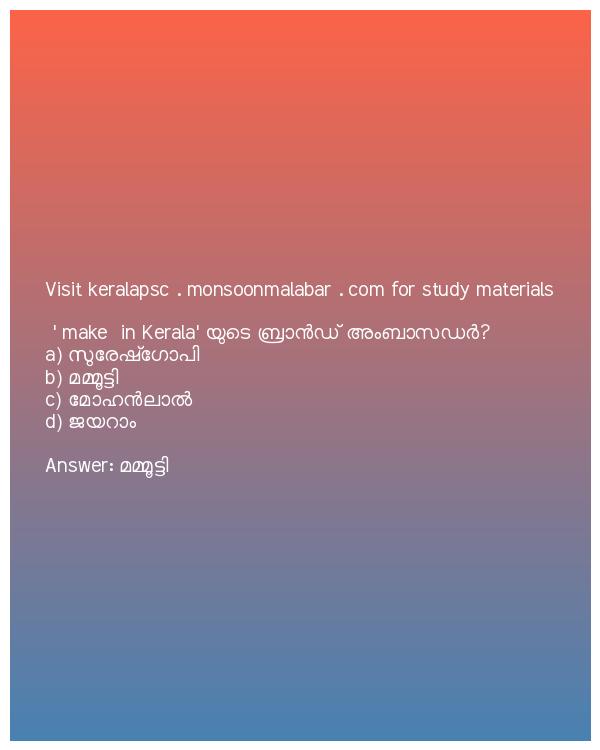 Visit keralapsc . monsoonmalabar . com for study materials
' make in Kerala' യുടെ ബ്രാൻഡ് അംബാസഡർ?
a) സുരേഷ്ഗോപി
b) മമ്മൂട്ടി
c) മോഹൻലാൽ
d) ജയറാം
Answer: മമ്മൂട്ടി